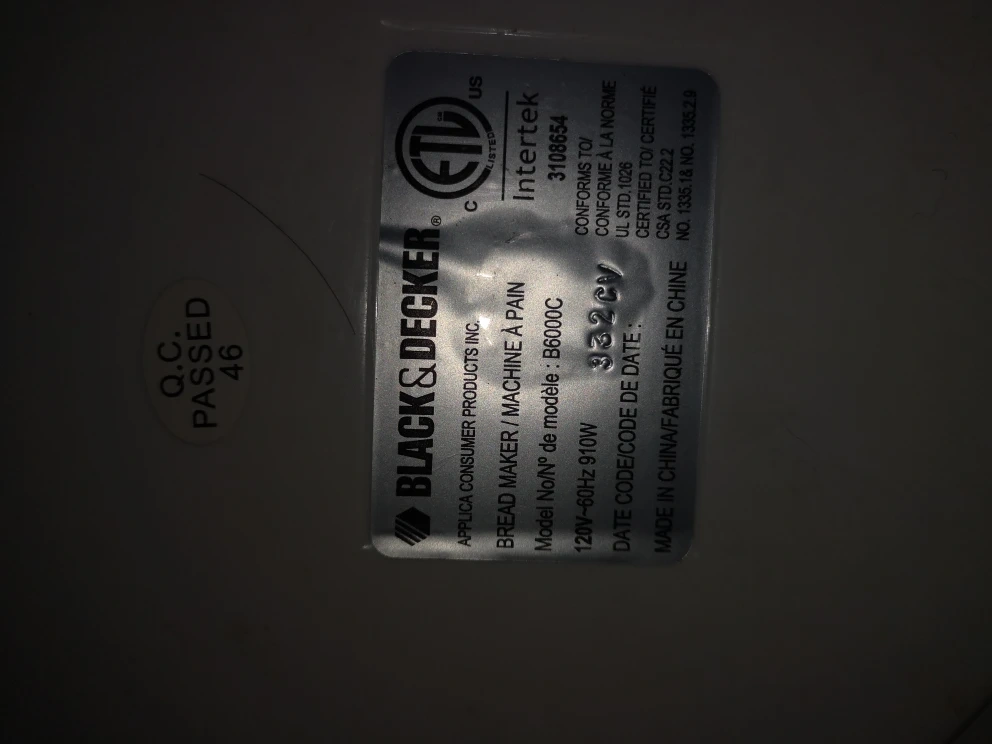 BLACK&DECKER®
APPLICA CONSUMER PRODUCTS INC.
BREAD MAKER / MACHINE À PAIN
Model No/Nº de modèle : B6000C
120V~60Hz 910W
DATE CODE/CODE DE DATE :
332CV
MADE IN CHINA/FABRIQUÉ EN CHINE
C ETL US
LISTED
CM
Intertek
3108654
CONFORMS TO/
CONFORME À LA NORME
UL STD.1026
CERTIFIED TO/ CERTIFIÉ
CSA STD.C22.2
NO. 1335.1& NO. 1335.2.9
Q.C.
PASSED
46